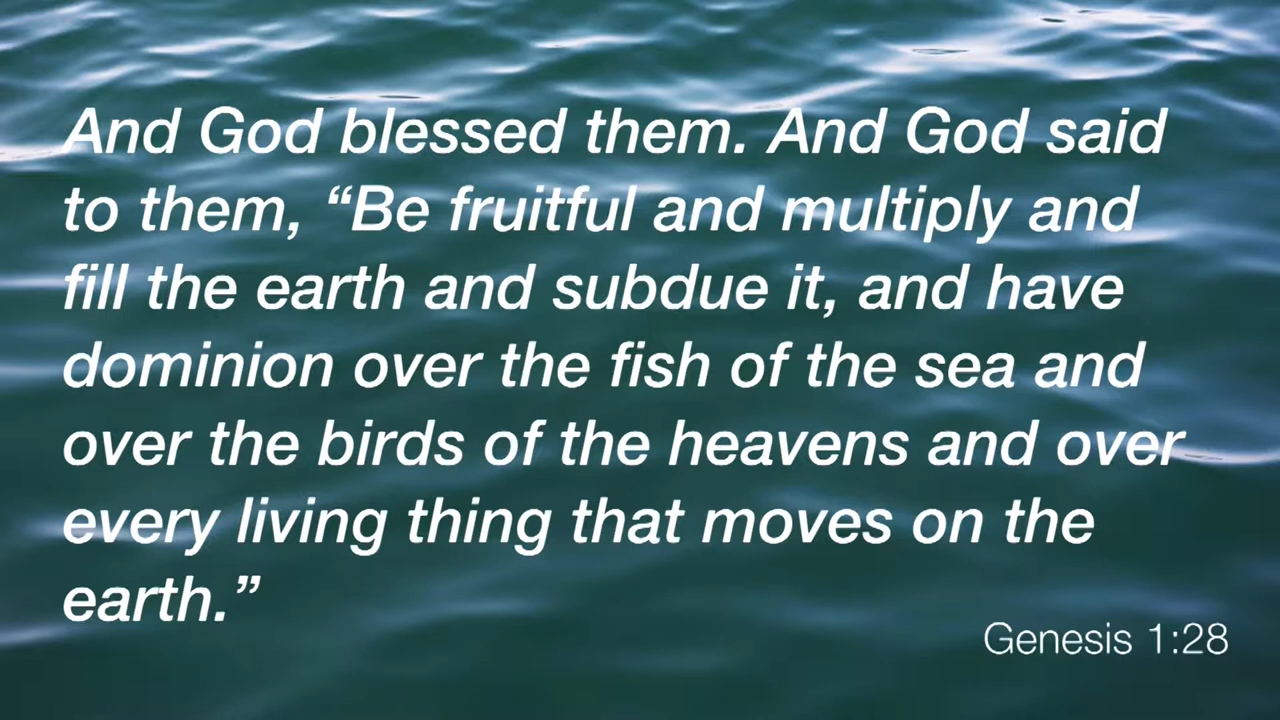 And God blessed them. And God said
to them, “Be fruitful and multiply and
fill the earth and subdue it, and have
dominion over the fish of the sea and
over the birds of the heavens and over
every living thing that moves on the
earth.”
Genesis 1:28